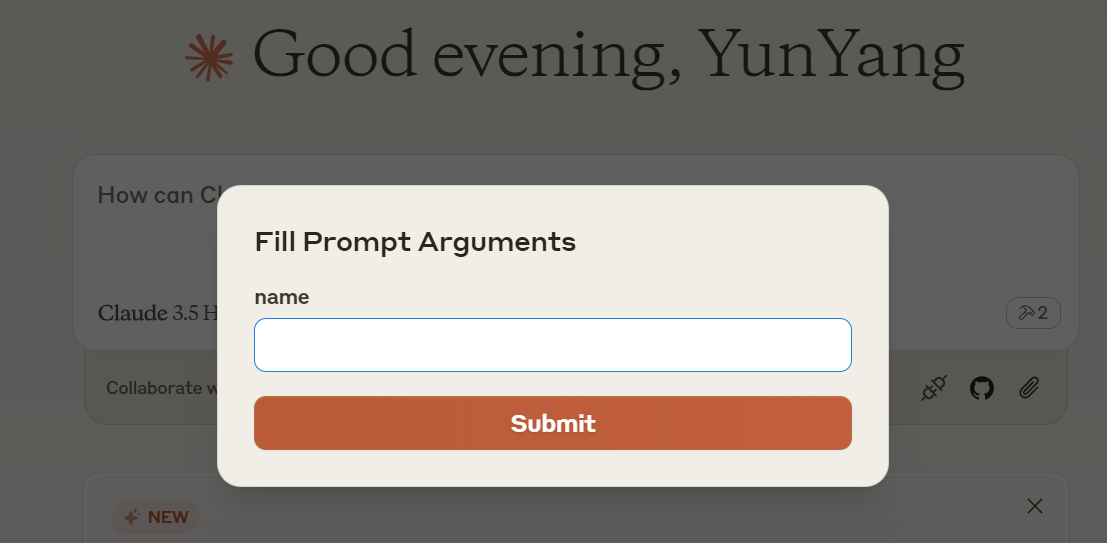 Good evening, YunYang
How can Cl
Fill Prompt Arguments
name
Claude 3.5 H
2
Submit
Collaborate w
NEW